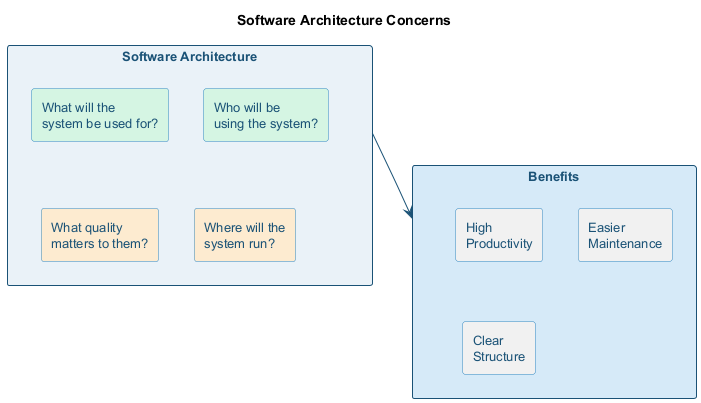 Software Architecture Concerns
Software Architecture
What will the
system be used for?
Who will be
using the system?
What quality
matters to them?
Where will the
system run?
Benefits
High
Productivity
Easier
Maintenance
Clear
Structure